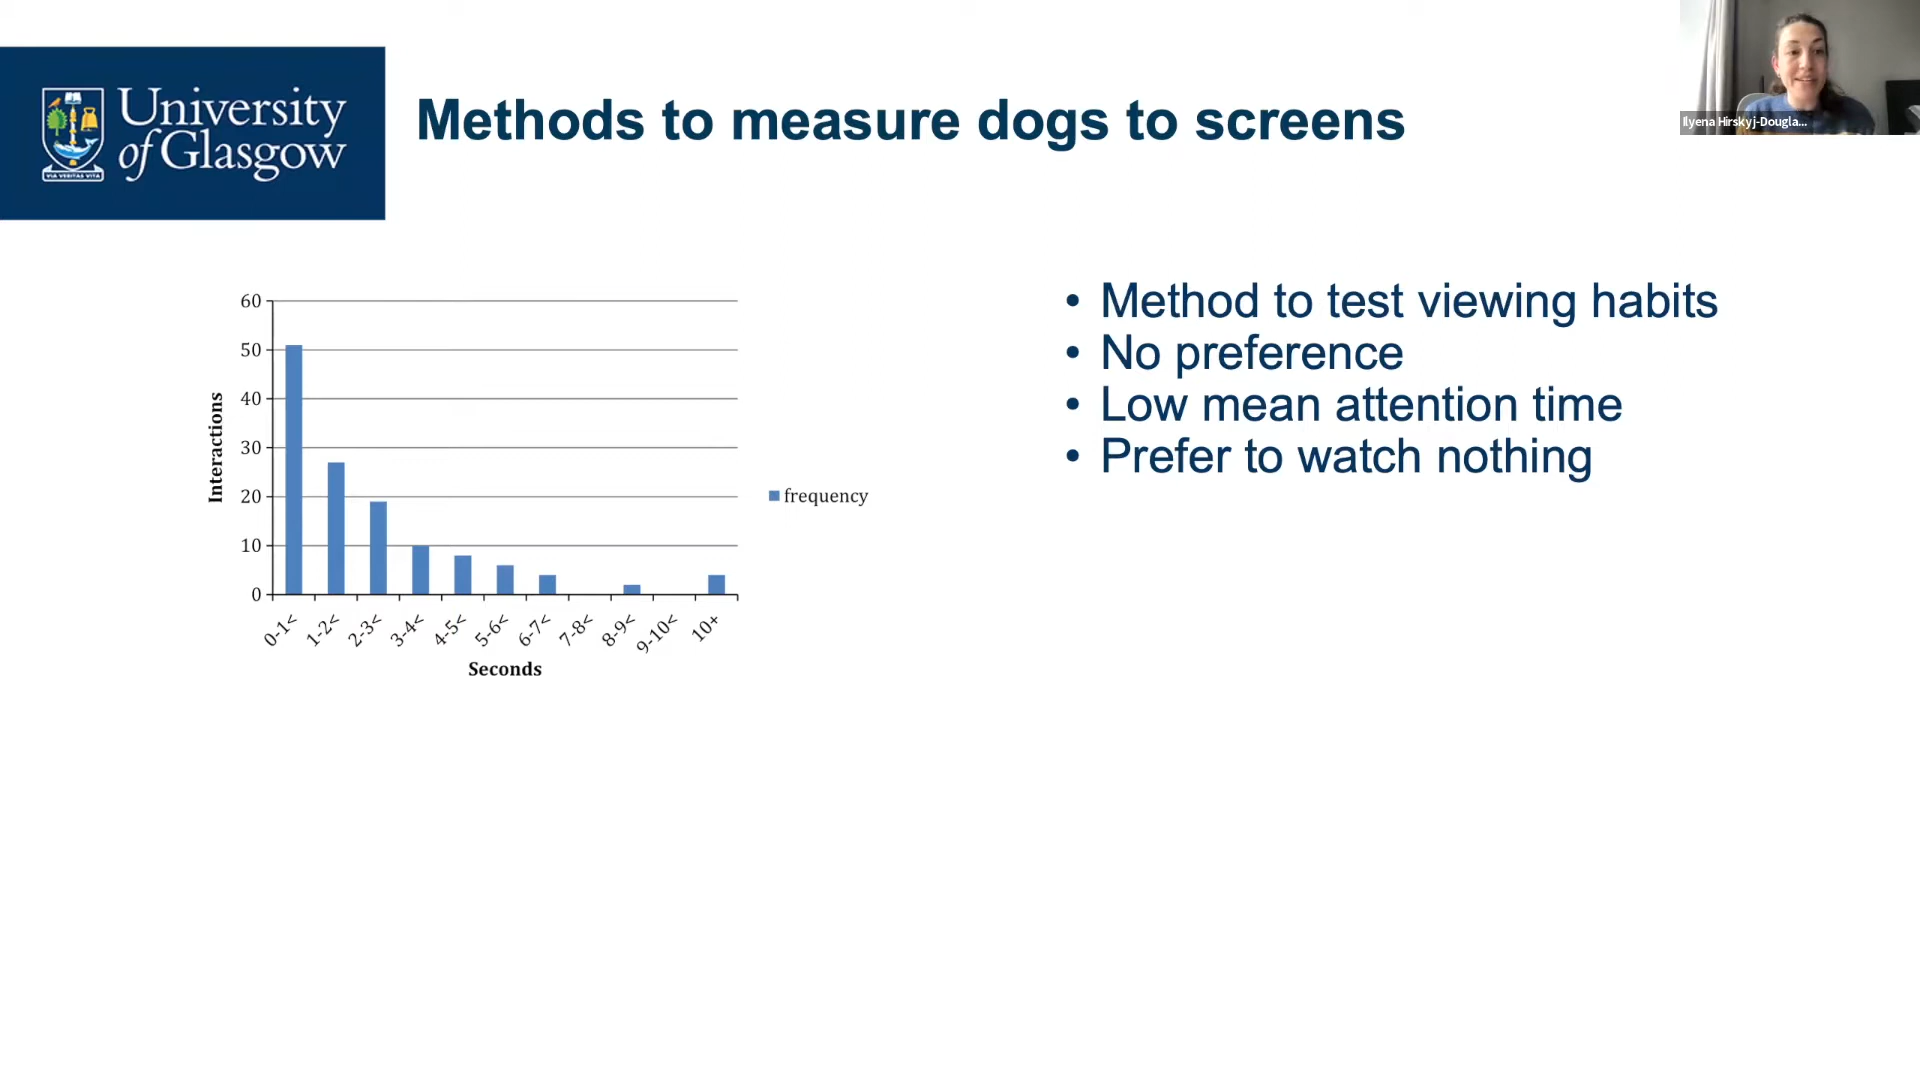 University
of Glasgow
VIA VERITAS VITA
Methods to measure dogs to screens
Ilyena Hirskyj-Dougla...
• Method to test viewing habits
• No preference
• Low mean attention time
• Prefer to watch nothing
Interactions
60
50
40
30
20
10
0
0-1<
1-2<
2-3<
3-4<
4-5<
5-6<
6-7<
7-8<
8-9<
9-10<
10+
Seconds
frequency